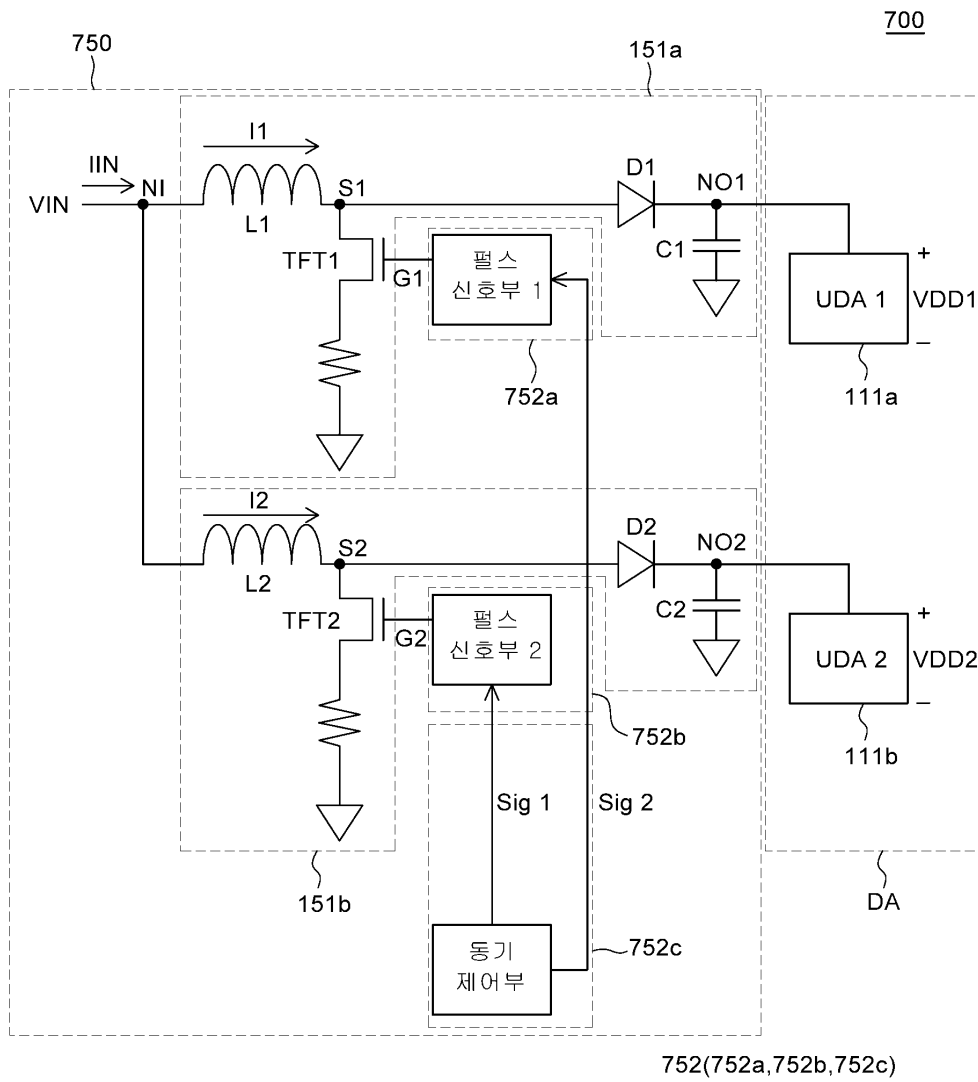 700
750
151a
I1
IIN
NI
VIN
L1
S1
D1
NO1
C1
TFT1
G1
펄스
신호부 1
752a
UDA 1
+
VDD1
–
111a
I2
L2
S2
D2
NO2
C2
TFT2
G2
펄스
신호부 2
752b
UDA 2
+
VDD2
–
111b
Sig 1
Sig 2
151b
DA
동기
제어부
752c
752(752a,752b,752c)